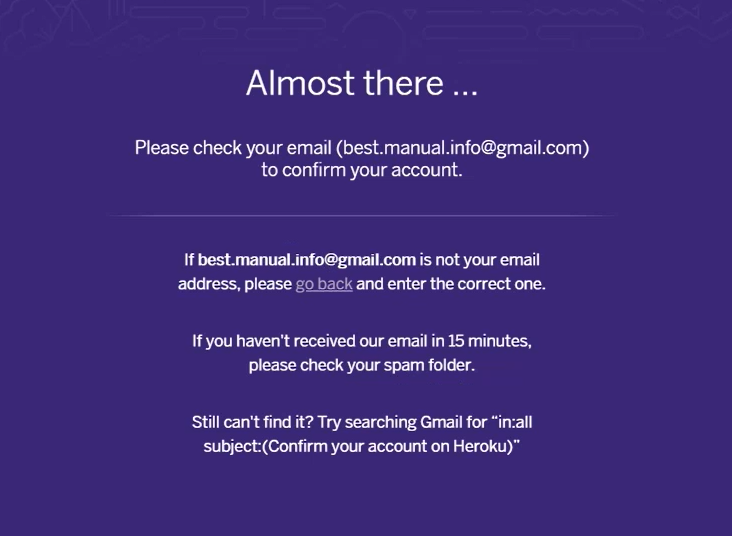 Almost there ...
Please check your email (best.manual.info@gmail.com)
to confirm your account.
If best.manual.info@gmail.com is not your email
address, please go back and enter the correct one.
If you haven't received our email in 15 minutes,
please check your spam folder.
Still can't find it? Try searching Gmail for “in:all
subject:(Confirm your account on Heroku)”